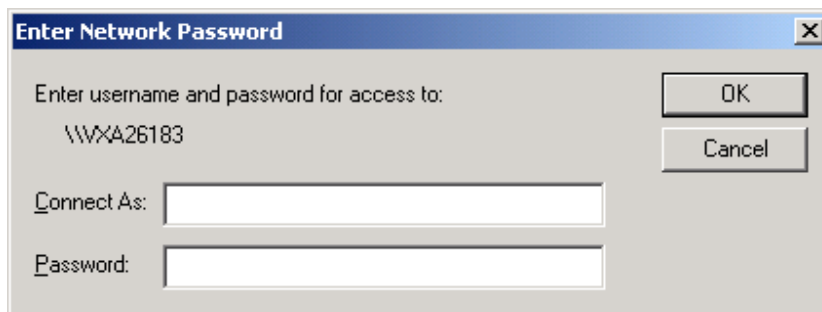 Enter Network Password
Enter username and password for access to:
\\VXA26183
OK
Cancel
Connect As:
Password: